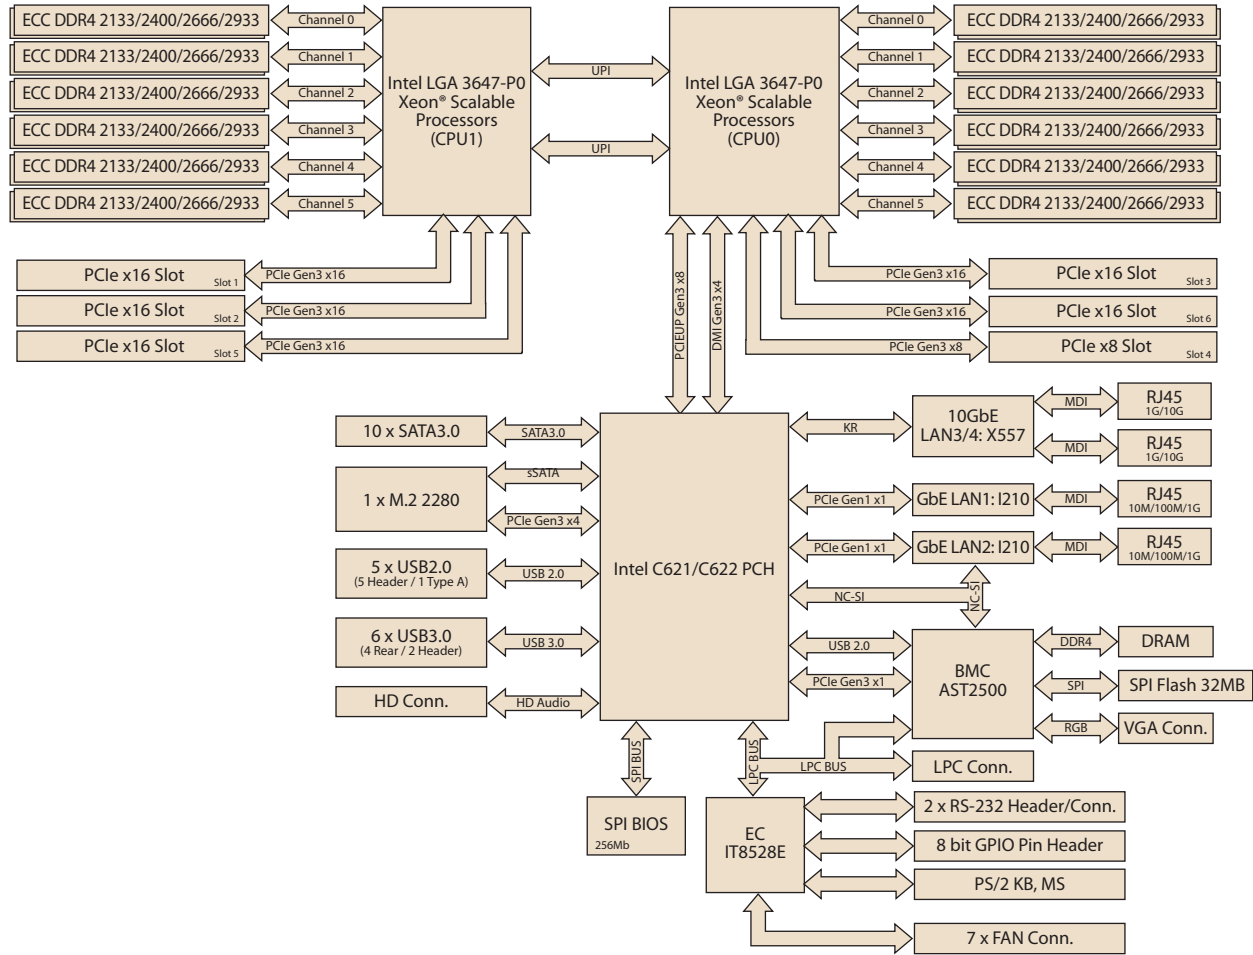 ECC DDR4 2133/2400/2666/2933
Channel 0
ECC DDR4 2133/2400/2666/2933
Channel 1
ECC DDR4 2133/2400/2666/2933
Channel 2
ECC DDR4 2133/2400/2666/2933
Channel 3
ECC DDR4 2133/2400/2666/2933
Channel 4
ECC DDR4 2133/2400/2666/2933
Channel 5
Intel LGA 3647-P0
Xeon® Scalable
Processors
(CPU1)
UPI
UPI
Intel LGA 3647-P0
Xeon® Scalable
Processors
(CPU0)
Channel 0
ECC DDR4 2133/2400/2666/2933
Channel 1
ECC DDR4 2133/2400/2666/2933
Channel 2
ECC DDR4 2133/2400/2666/2933
Channel 3
ECC DDR4 2133/2400/2666/2933
Channel 4
ECC DDR4 2133/2400/2666/2933
Channel 5
ECC DDR4 2133/2400/2666/2933
PCIe x16 Slot
Slot 1
PCIe Gen3 x16
PCIe x16 Slot
Slot 2
PCIe Gen3 x16
PCIe x16 Slot
Slot 5
PCIe Gen3 x16
PCIEUP Gen3 x8
DMI Gen3 x4
PCIe Gen3 x16
PCIe x16 Slot
Slot 3
PCIe Gen3 x16
PCIe x16 Slot
Slot 6
PCIe Gen3 x8
PCIe x8 Slot
Slot 4
10 x SATA3.0
SATA3.0
1 x M.2 2280
sSATA
PCIe Gen3 x4
5 x USB2.0
(5 Header / 1 Type A)
USB 2.0
6 x USB3.0
(4 Rear / 2 Header)
USB 3.0
HD Conn.
HD Audio
Intel C621/C622 PCH
KR
10GbE
LAN3/4: X557
MDI
RJ45
1G/10G
MDI
RJ45
1G/10G
PCIe Gen1 x1
GbE LAN1: I210
MDI
RJ45
10M/100M/1G
PCIe Gen1 x1
GbE LAN2: I210
MDI
RJ45
10M/100M/1G
NC-SI
NC-SI
USB 2.0
PCIe Gen3 x1
BMC
AST2500
DDR4
DRAM
SPI
SPI Flash 32MB
RGB
VGA Conn.
SPI BUS
LPC BUS
LPC BUS
LPC Conn.
SPI BIOS
256Mb
EC
IT8528E
2 x RS-232 Header/Conn.
8 bit GPIO Pin Header
PS/2 KB, MS
7 x FAN Conn.